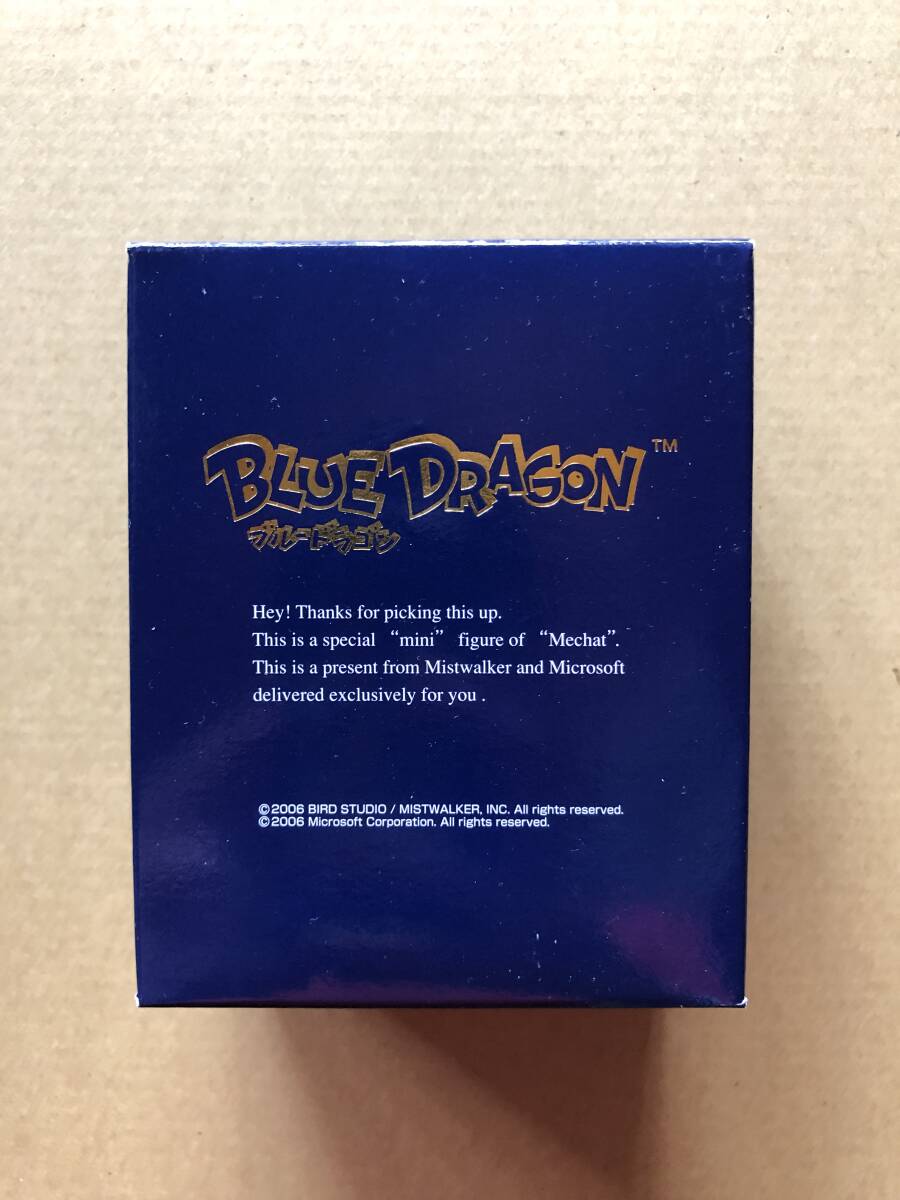 BLUE DRAGON™
ブルードラゴン
Hey! Thanks for picking this up.
This is a special “mini” figure of “Mechat”.
This is a present from Mistwalker and Microsoft
delivered exclusively for you .
©2006 BIRD STUDIO / MISTWALKER, INC. All rights reserved.
©2006 Microsoft Corporation. All rights reserved.